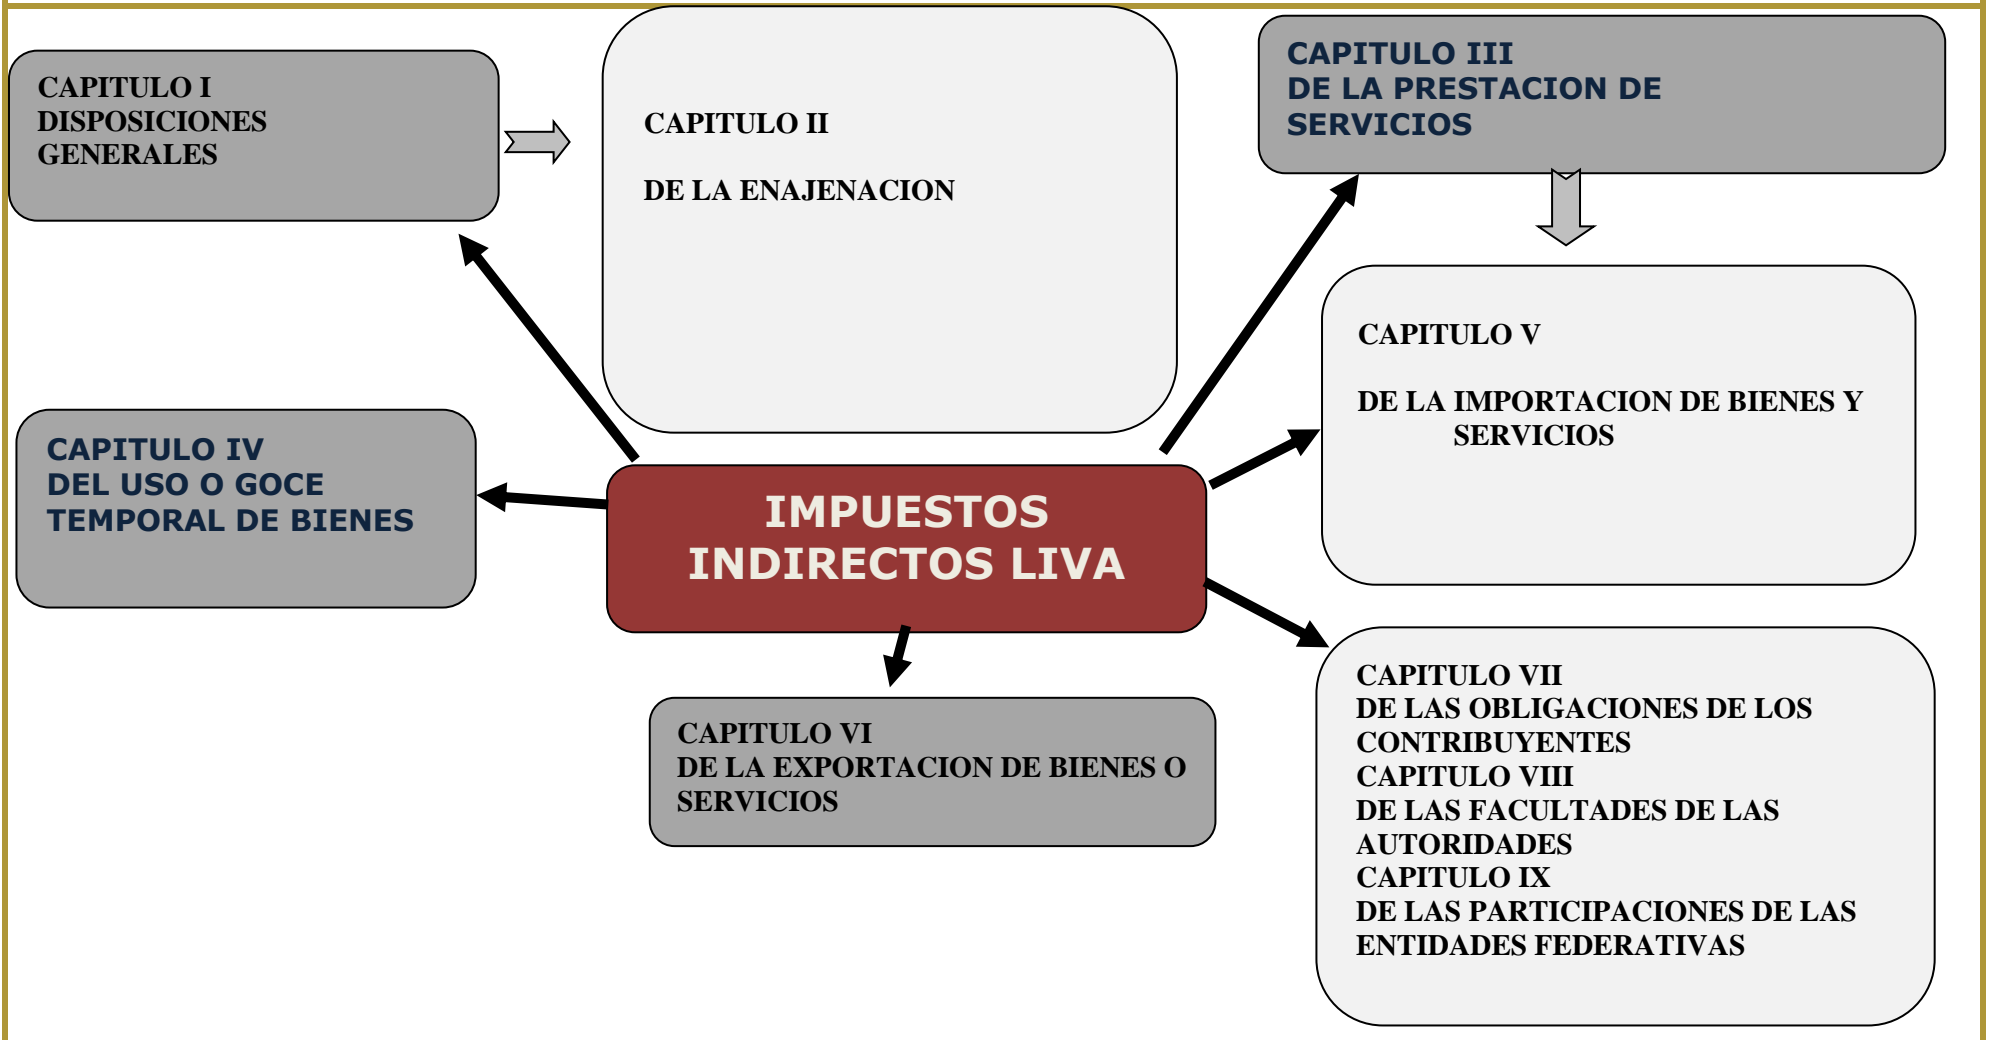 CAPITULO I
DISPOSICIONES
GENERALES
CAPITULO II
DE LA ENAJENACION
CAPITULO III
DE LA PRESTACION DE
SERVICIOS
CAPITULO IV
DEL USO O GOCE
TEMPORAL DE BIENES
IMPUESTOS
INDIRECTOS LIVA
CAPITULO V
DE LA IMPORTACION DE BIENES Y
SERVICIOS
CAPITULO VI
DE LA EXPORTACION DE BIENES O
SERVICIOS
CAPITULO VII
DE LAS OBLIGACIONES DE LOS
CONTRIBUYENTES
CAPITULO VIII
DE LAS FACULTADES DE LAS
AUTORIDADES
CAPITULO IX
DE LAS PARTICIPACIONES DE LAS
ENTIDADES FEDERATIVAS